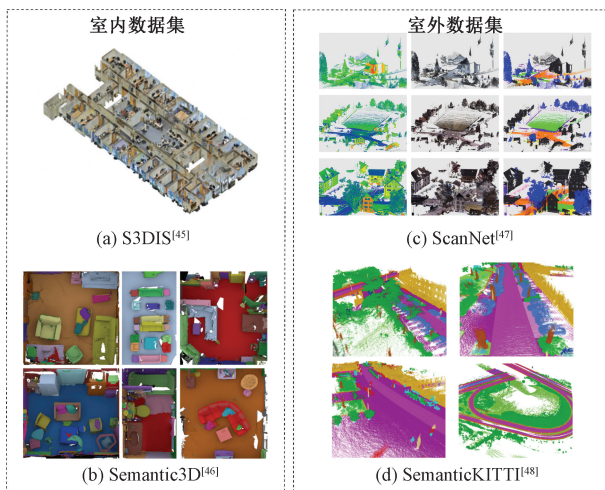 室内数据集
(a) S3DIS[45]
(b) Semantic3D[46]
室外数据集
(c) ScanNet[47]
(d) SemanticKITTI[48]